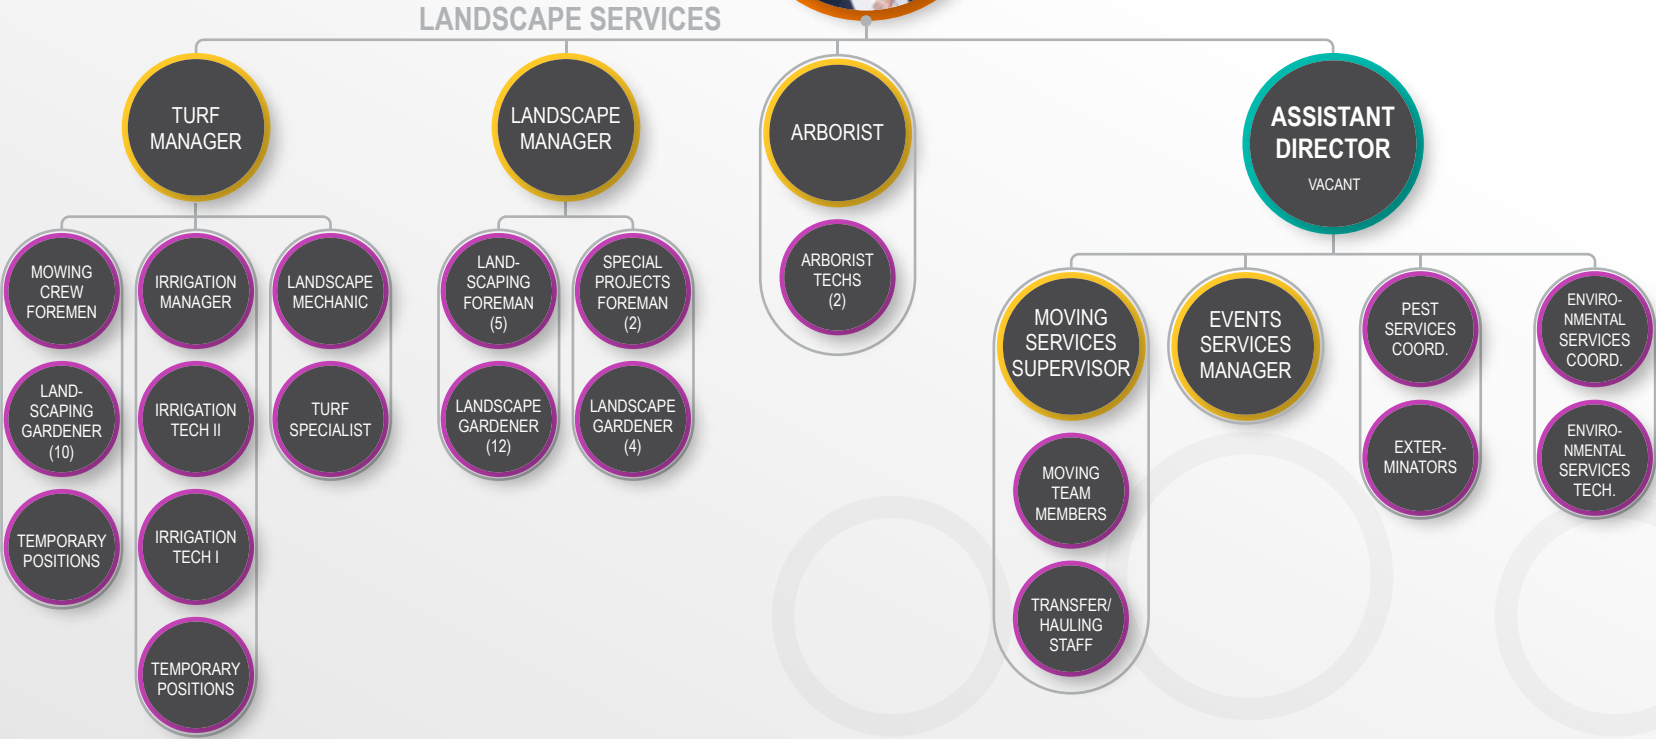 LANDSCAPE SERVICES
TURF
MANAGER
LANDSCAPE
MANAGER
ARBORIST
ASSISTANT
DIRECTOR
VACANT
MOWING
CREW
FOREMEN
LAND-
SCAPING
GARDENER
(10)
TEMPORARY
POSITIONS
IRRIGATION
MANAGER
IRRIGATION
TECH II
IRRIGATION
TECH I
TEMPORARY
POSITIONS
LANDSCAPE
MECHANIC
TURF
SPECIALIST
LAND-
SCAPING
FOREMAN
(5)
LANDSCAPE
GARDENER
(12)
SPECIAL
PROJECTS
FOREMAN
(2)
LANDSCAPE
GARDENER
(4)
ARBORIST
TECHS
(2)
MOVING
SERVICES
SUPERVISOR
MOVING
TEAM
MEMBERS
TRANSFER/
HAULING
STAFF
EVENTS
SERVICES
MANAGER
PEST
SERVICES
COORD.
EXTER-
MINATORS
ENVIRO-
NMENTAL
SERVICES
COORD.
ENVIRO-
NMENTAL
SERVICES
TECH.